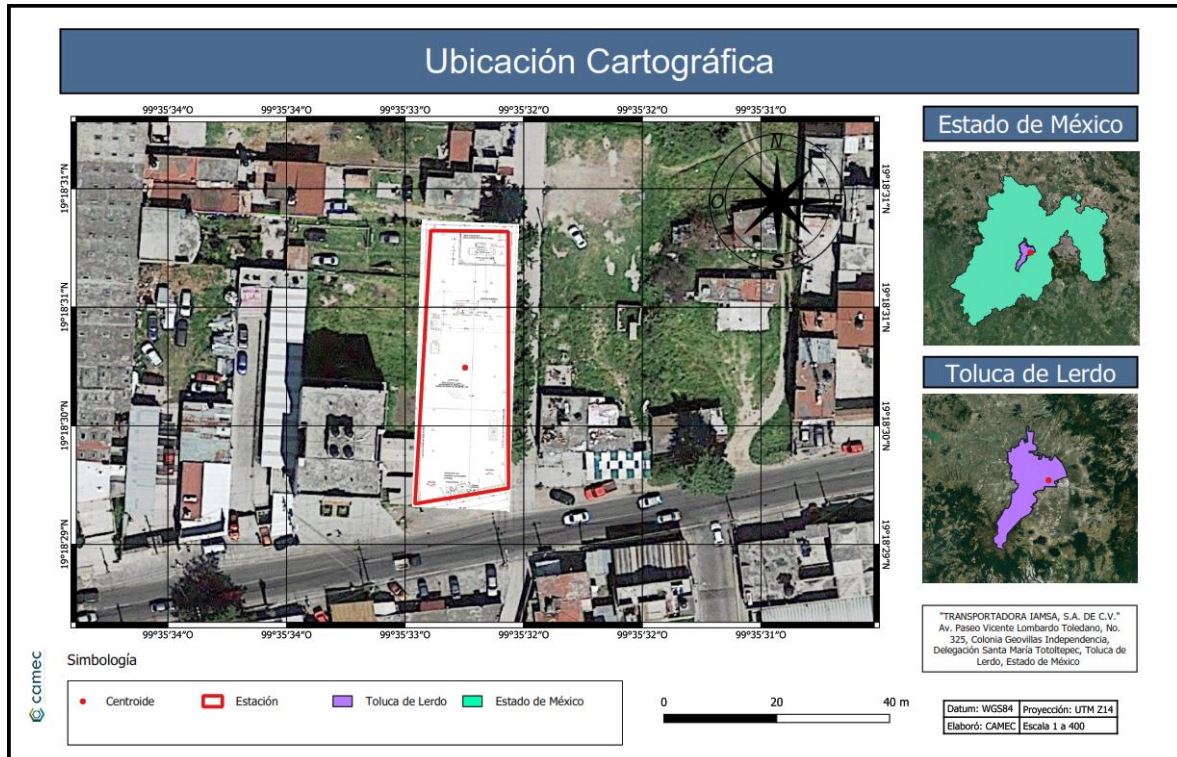 Ubicación Cartográfica
99°35'34"O 99°35'34"O 99°35'33"O 99°35'32"O 99°35'32"O 99°35'31"O
19°18'31"N
19°18'31"N
19°18'30"N
19°18'29"N
N
O
E
S
19°18'31"N
19°18'31"N
19°18'30"N
19°18'29"N
99°35'34"O 99°35'34"O 99°35'33"O 99°35'32"O 99°35'32"O 99°35'31"O
Estado de México
Toluca de Lerdo
"TRANSPORTADORA IAMSA, S.A. DE C.V."
Av. Paseo Vicente Lombardo Toledano, No.
325, Colonia Geovillas Independencia,
Delegación Santa María Totoltepec, Toluca de
Lerdo, Estado de México
camec
Simbología
Centroide Estación Toluca de Lerdo Estado de México
0 20 40 m
Datum: WGS84 Proyección: UTM Z14
Elaboró: CAMEC Escala 1 a 400